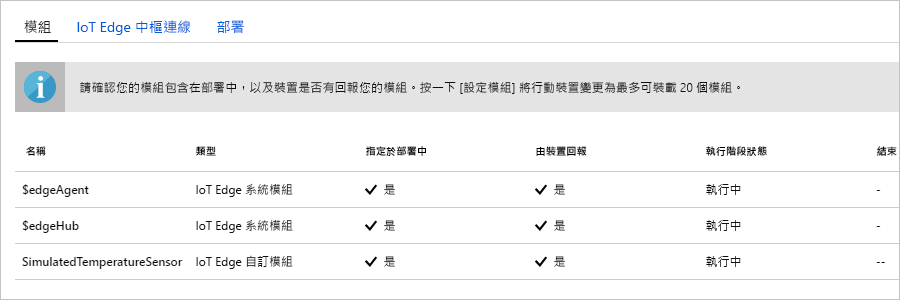 模組 IoT Edge 中樞連線 部署
請確認您的模組包含在部署中，以及裝置是否有回報您的模組。按一下 [設定模組] 將行動裝置變更為最多可裝載 20 個模組。
名稱 類型 指定於部署中 由裝置回報 執行階段狀態 結束
$edgeAgent IoT Edge 系統模組 ✓ 是 ✓ 是 執行中 -
$edgeHub IoT Edge 系統模組 ✓ 是 ✓ 是 執行中 -
SimulatedTemperatureSensor IoT Edge 自訂模組 ✓ 是 ✓ 是 執行中 --